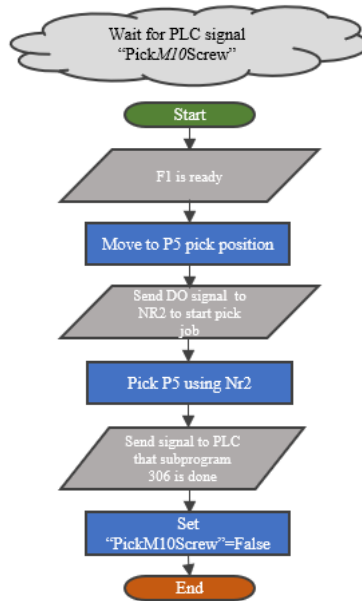 Wait for PLC signal
“PickM10Screw”
Start
F1 is ready
Move to P5 pick position
Send DO signal to
NR2 to start pick
job
Pick P5 using Nr2
Send signal to PLC
that subprogram
306 is done
Set
“PickM10Screw”=False
End